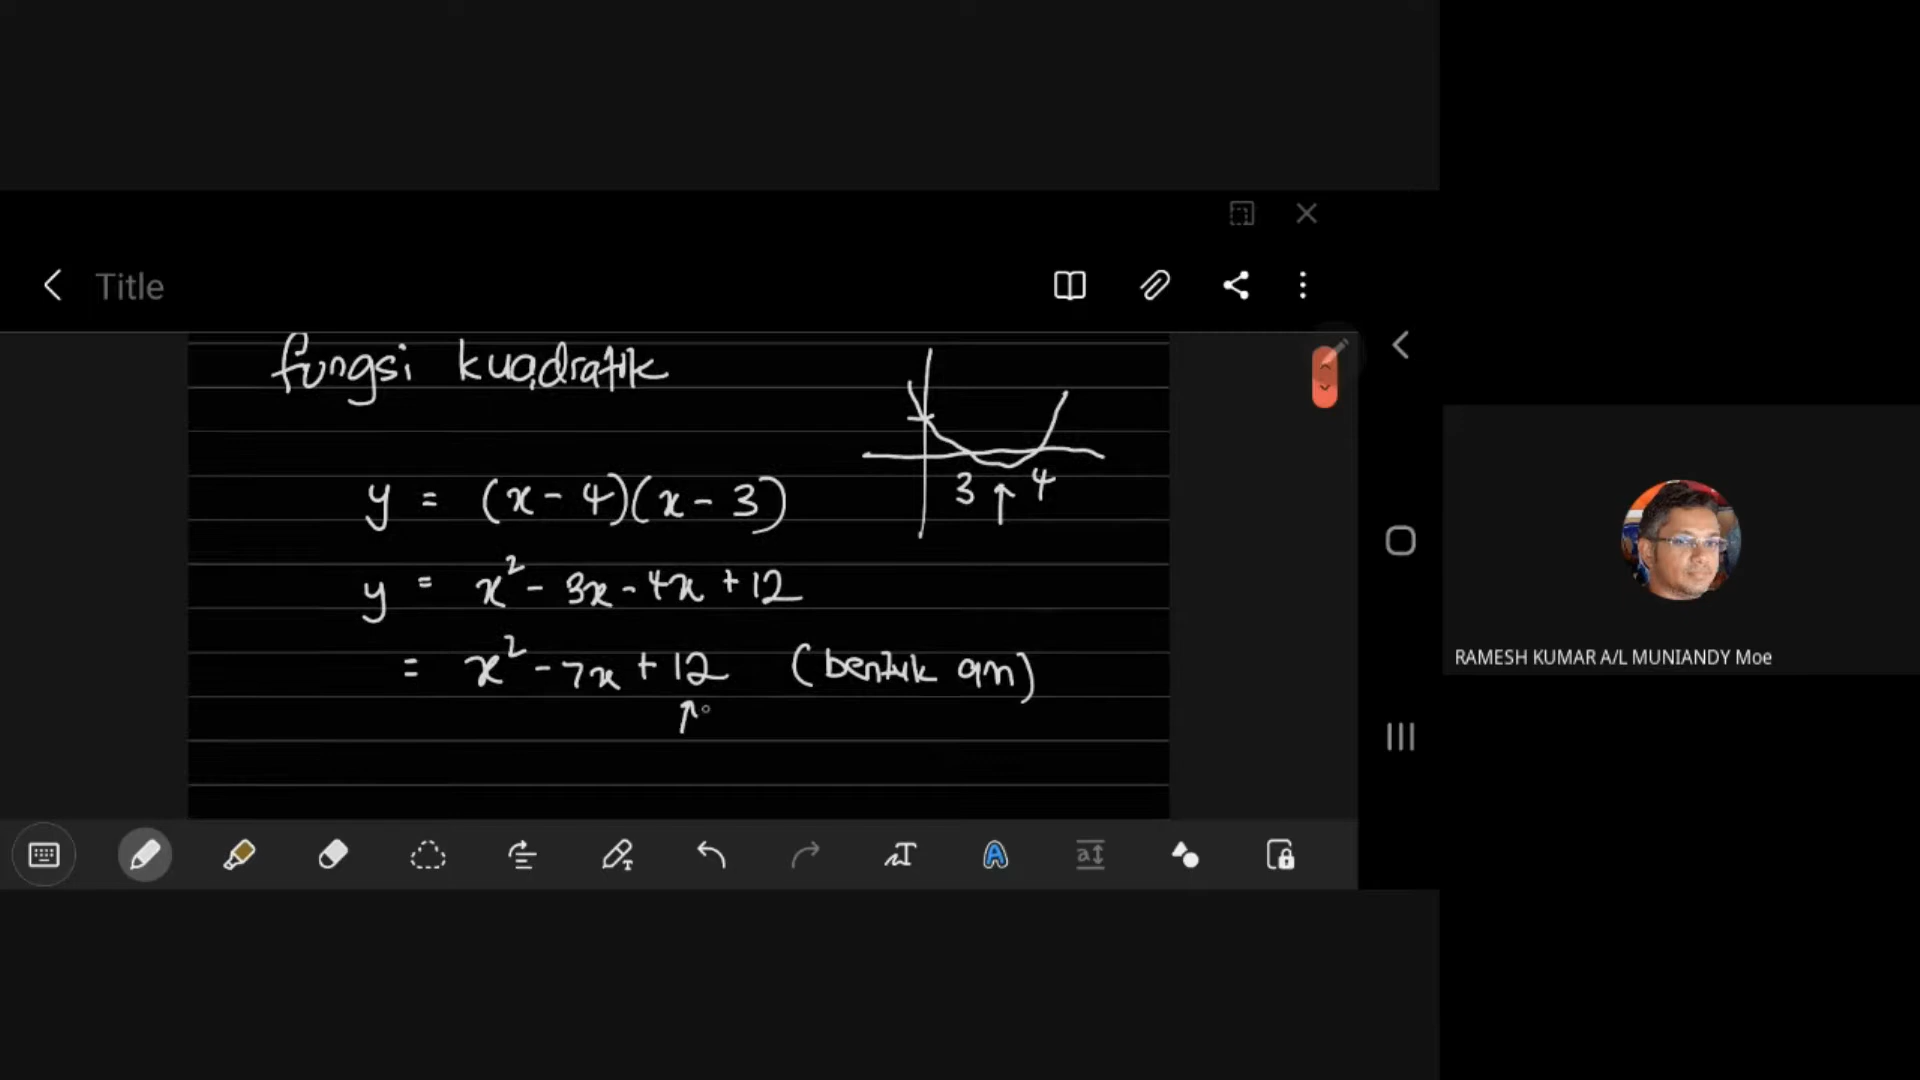 Title
fungsi kuadratik
3 ↑ 4
y = (x - 4)(x - 3)
y = x² - 3x - 4x + 12
= x² - 7x + 12 (bentuk am)
↑
RAMESH KUMAR A/L MUNIANDY Moe